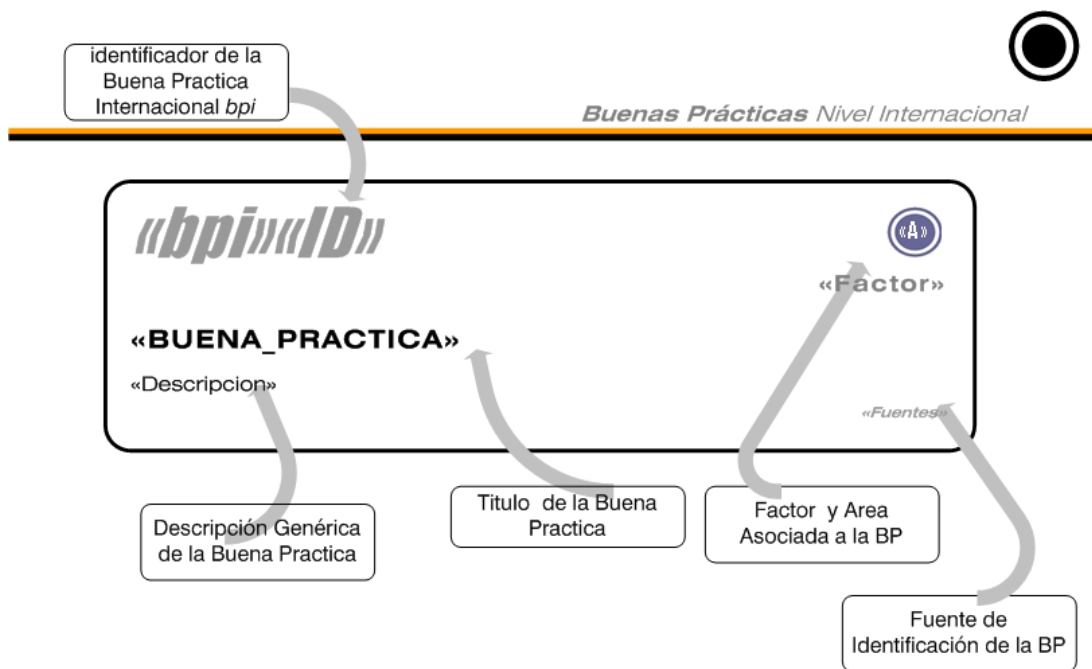 identificador de la
Buena Practica
Internacional bpi
Buenas Prácticas Nivel Internacional
«bpi»«ID»
«A»
«Factor»
«BUENA_PRACTICA»
«Descripcion»
«Fuentes»
Descripción Genérica
de la Buena Practica
Titulo de la Buena
Practica
Factor y Area
Asociada a la BP
Fuente de
Identificación de la BP